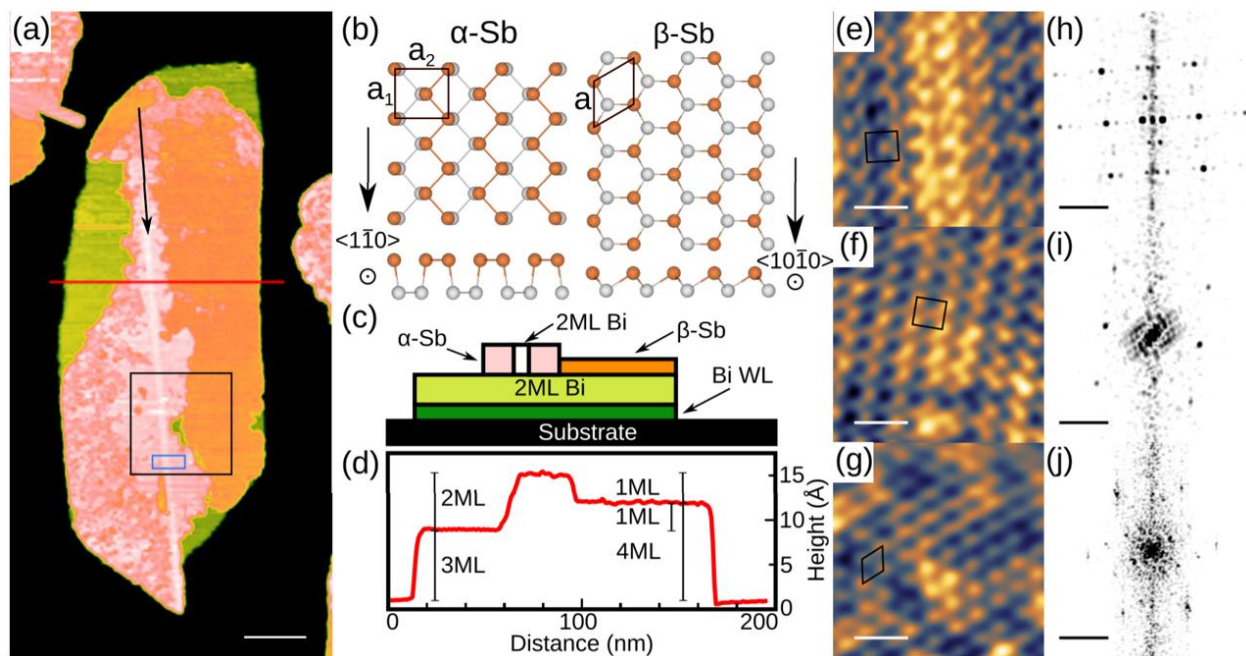 (a)
(b)
α-Sb
β-Sb
a₂
a₁
a
<11̅0>
<101̅0>
(c)
2ML Bi
α-Sb
β-Sb
2ML Bi
Bi WL
Substrate
(d)
2ML
3ML
1ML
1ML
4ML
15
10
5
0
Height (Å)
0
100
200
Distance (nm)
(e)
(f)
(g)
(h)
(i)
(j)